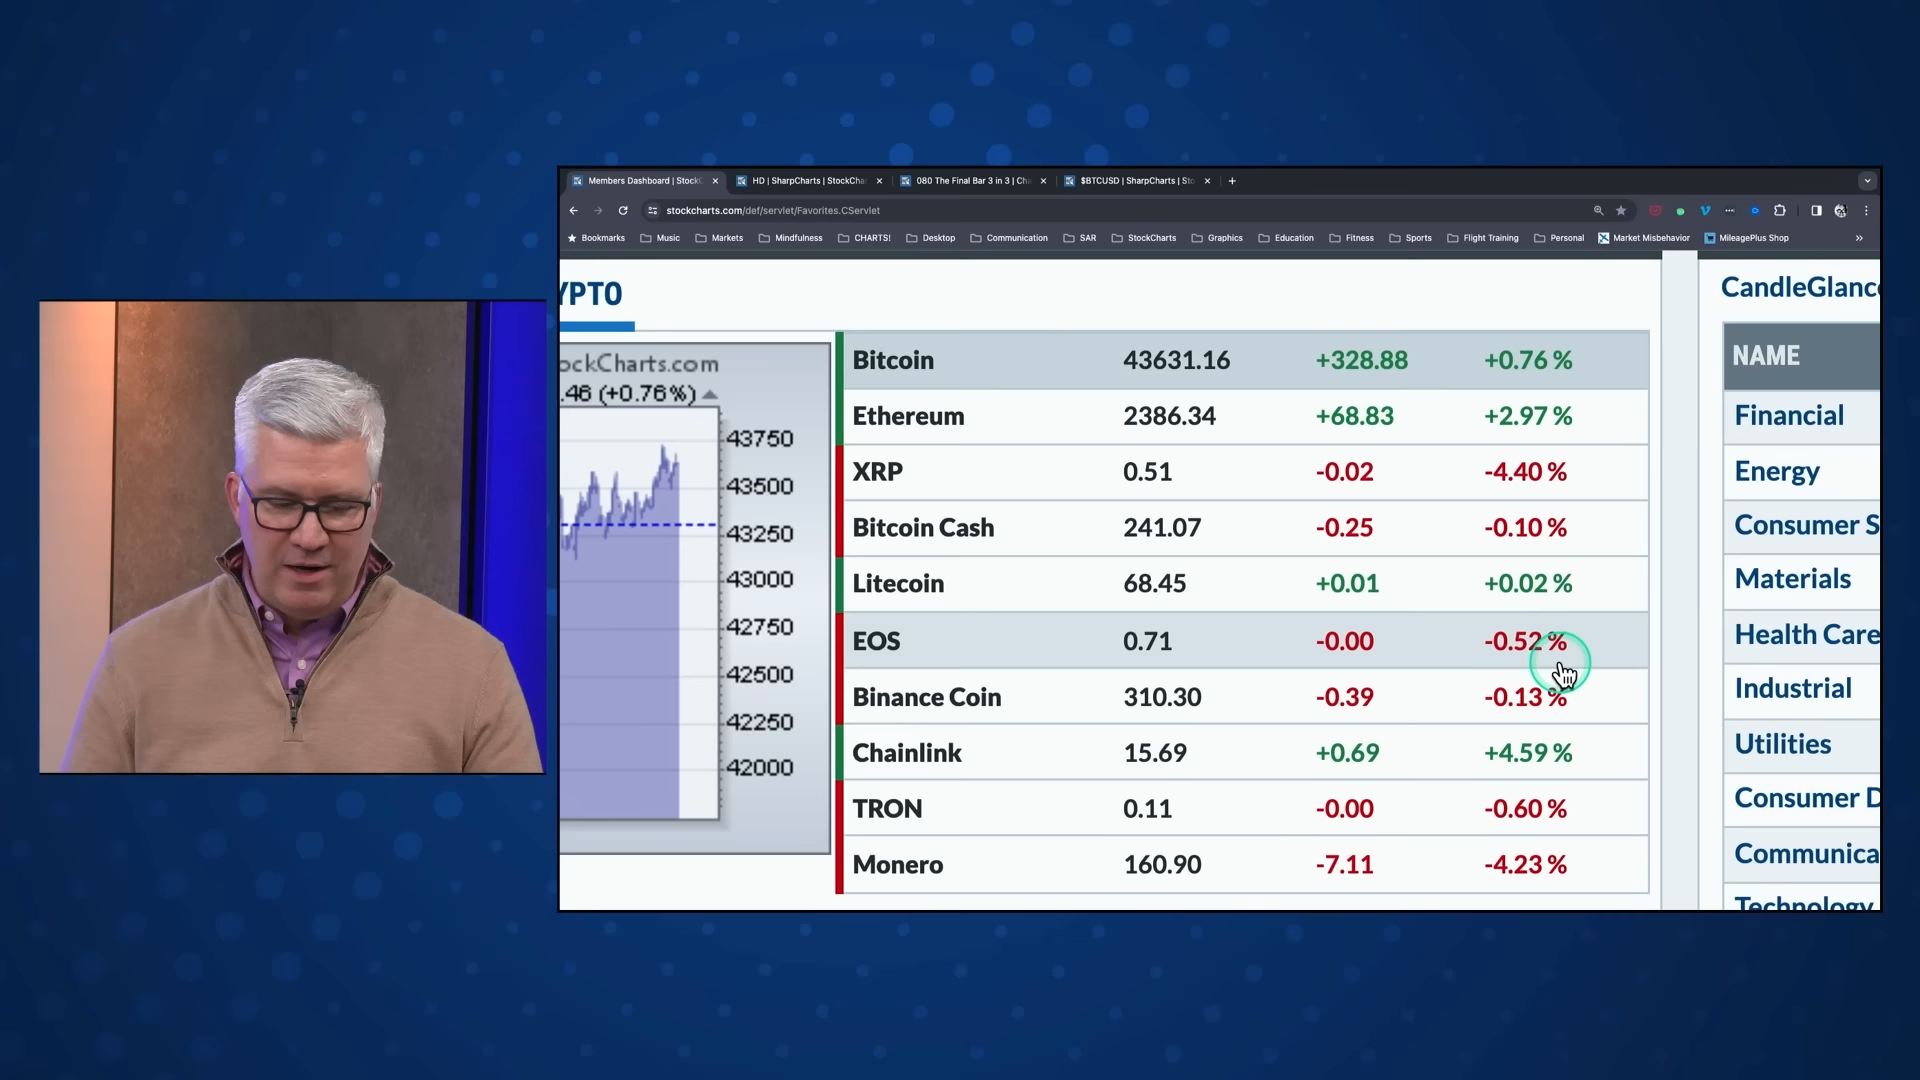 Members Dashboard | StockC
HD | SharpCharts | StockCha
080 The Final Bar 3 in 3 | Cha
$BTCUSD | SharpCharts | Sto
stockcharts.com/def/servlet/Favorites.CServlet
Bookmarks Music Markets Mindfulness CHARTS! Desktop Communication SAR StockCharts Graphics Education Fitness Sports Flight Training Personal Market Misbehavior MileagePlus Shop
YPTO
ockCharts.com
.46 (+0.76%)
43750
43500
43250
43000
42750
42500
42250
42000
Bitcoin 43631.16 +328.88 +0.76 %
Ethereum 2386.34 +68.83 +2.97 %
XRP 0.51 -0.02 -4.40 %
Bitcoin Cash 241.07 -0.25 -0.10 %
Litecoin 68.45 +0.01 +0.02 %
EOS 0.71 -0.00 -0.52 %
Binance Coin 310.30 -0.39 -0.13 %
Chainlink 15.69 +0.69 +4.59 %
TRON 0.11 -0.00 -0.60 %
Monero 160.90 -7.11 -4.23 %
CandleGlance
NAME
Financial
Energy
Consumer S
Materials
Health Care
Industrial
Utilities
Consumer D
Communica
Technology